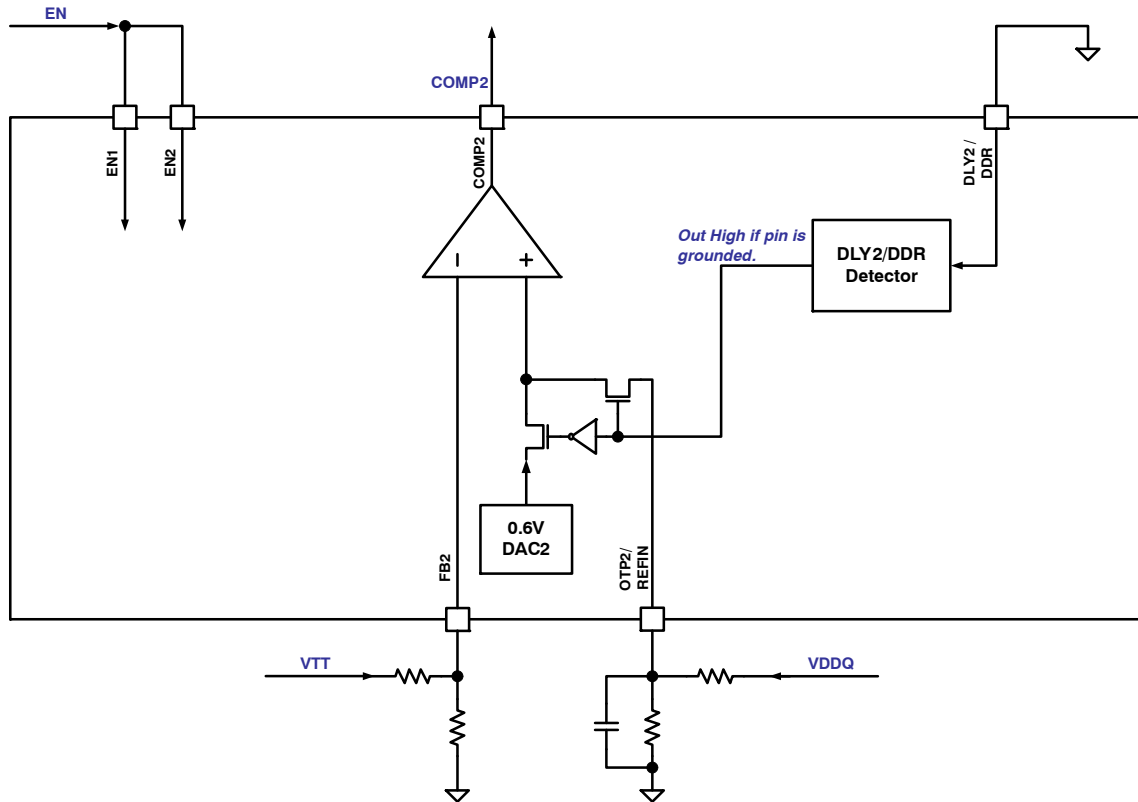 EN
COMP2
EN1
EN2
COMP2
DLY2 /
DDR
Out High if pin is
grounded.
DLY2/DDR
Detector
0.6V
DAC2
FB2
OTP2/
REFIN
VTT
VDDQ